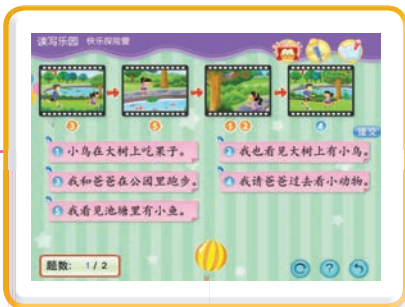 读写乐园 快乐探险营
③ ⑤ ①② ④
提交
① 小鸟在大树上吃果子。
② 我也看见大树上有小鸟。
③ 我和爸爸在公园里跑步。
④ 我请爸爸过去看小动物。
⑤ 我看见池塘里有小鱼。
题数: 1 / 2
?